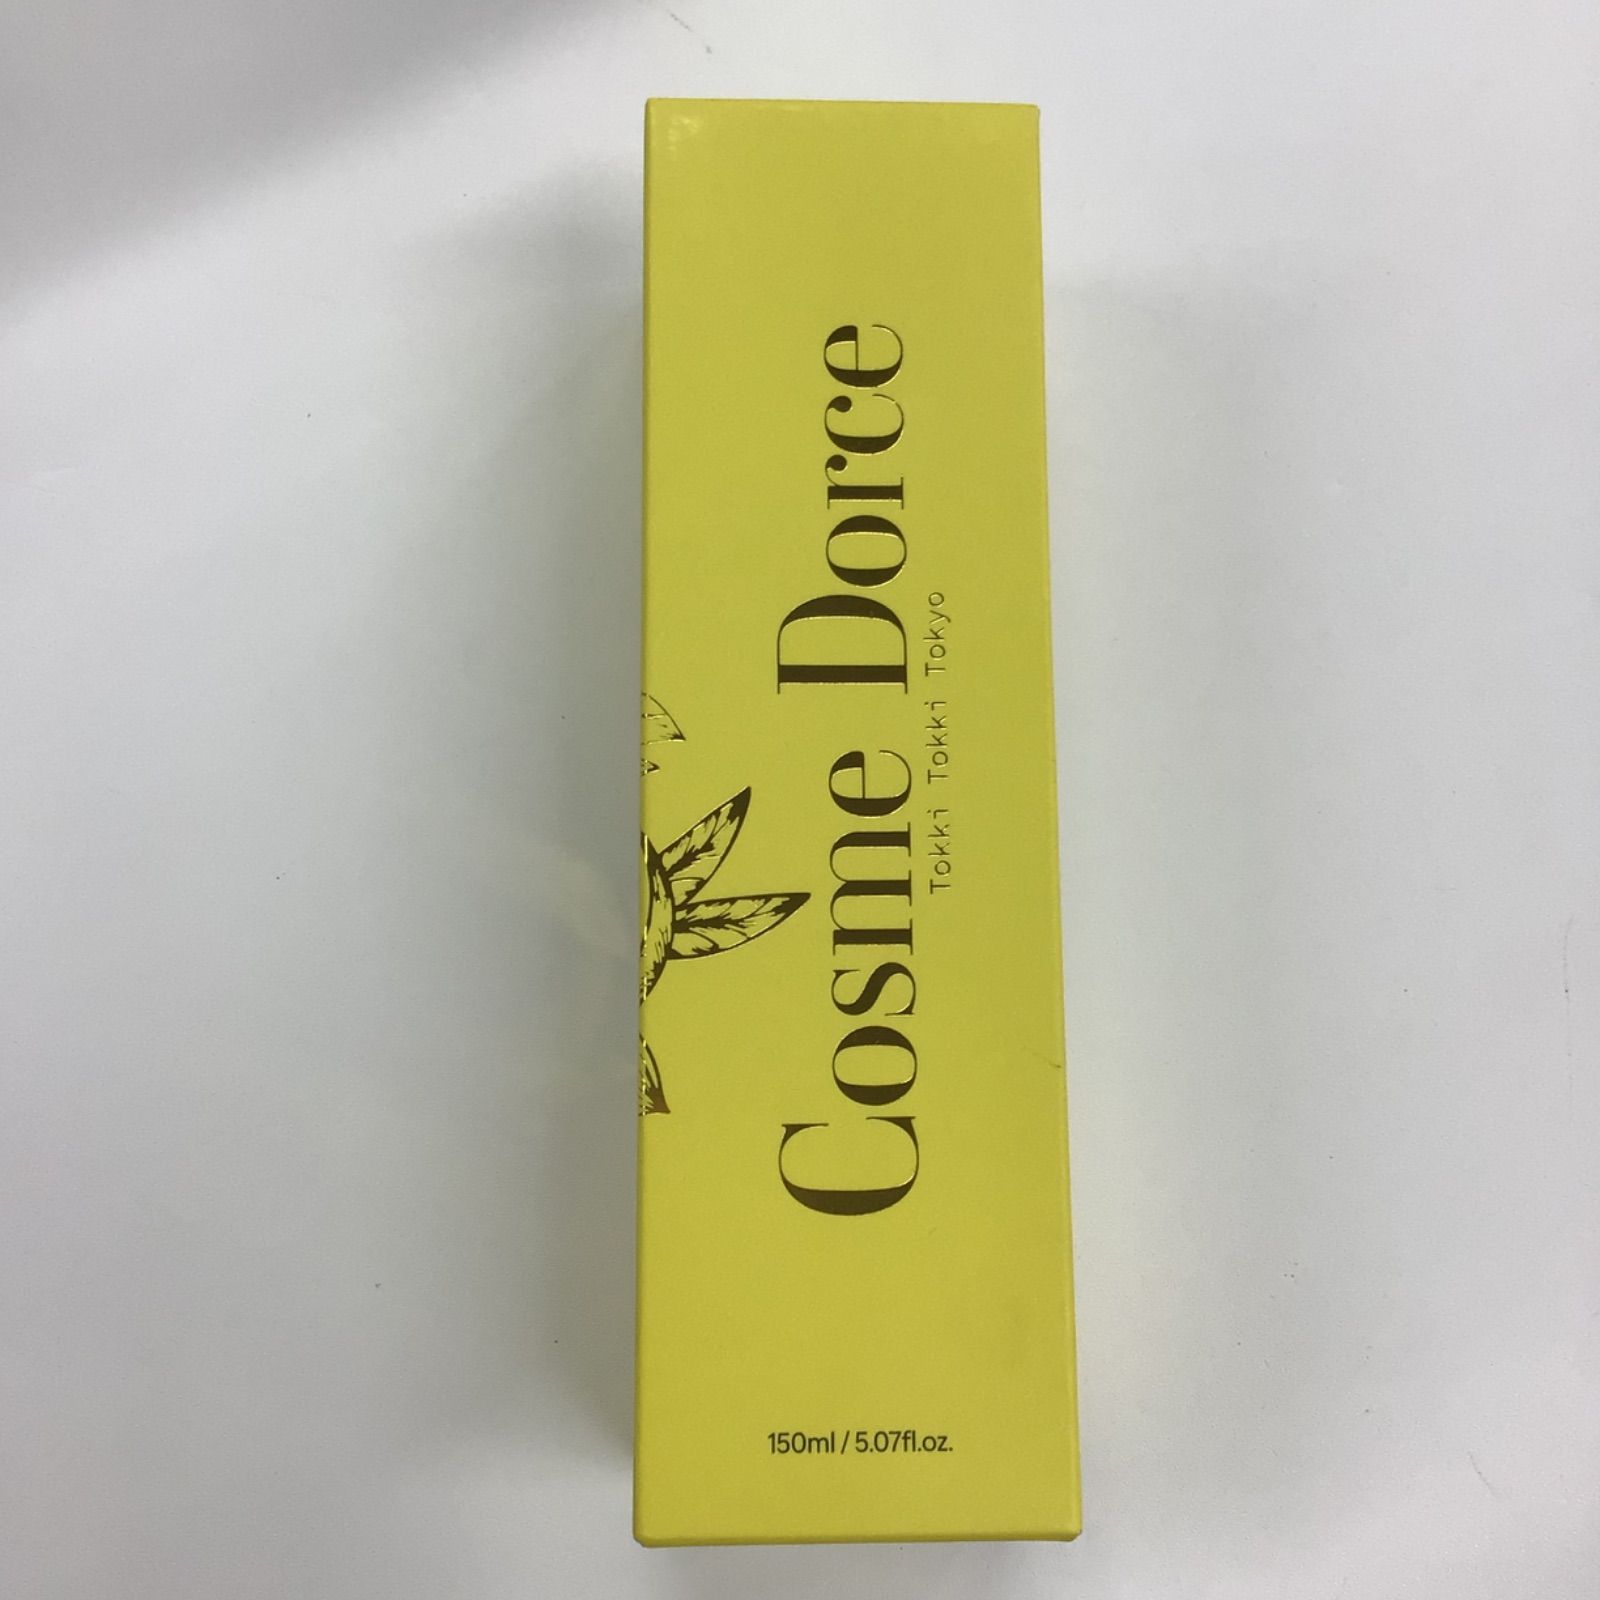 Cosme Dorce
Tokki Tokki Tokyo
150ml / 5.07fl.oz.